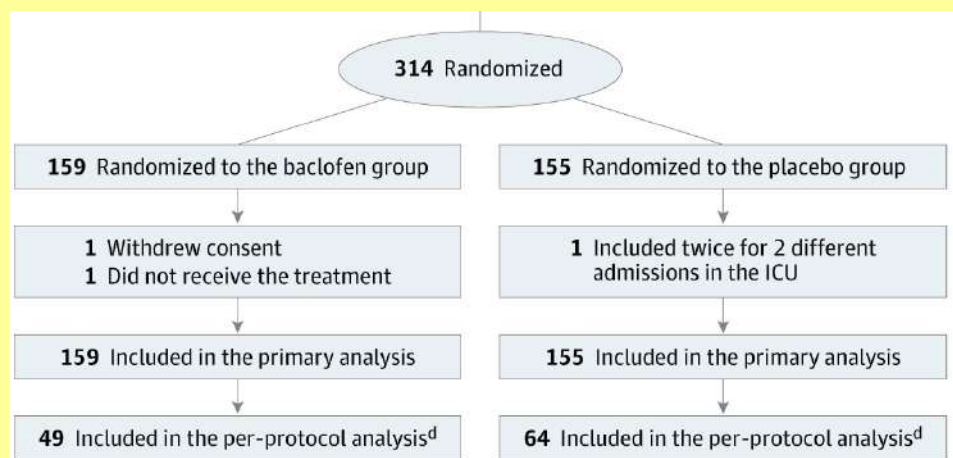 314 Randomized
159 Randomized to the baclofen group
155 Randomized to the placebo group
1 Withdrew consent
1 Did not receive the treatment
1 Included twice for 2 different
admissions in the ICU
159 Included in the primary analysis
155 Included in the primary analysis
49 Included in the per-protocol analysisᵈ
64 Included in the per-protocol analysisᵈ